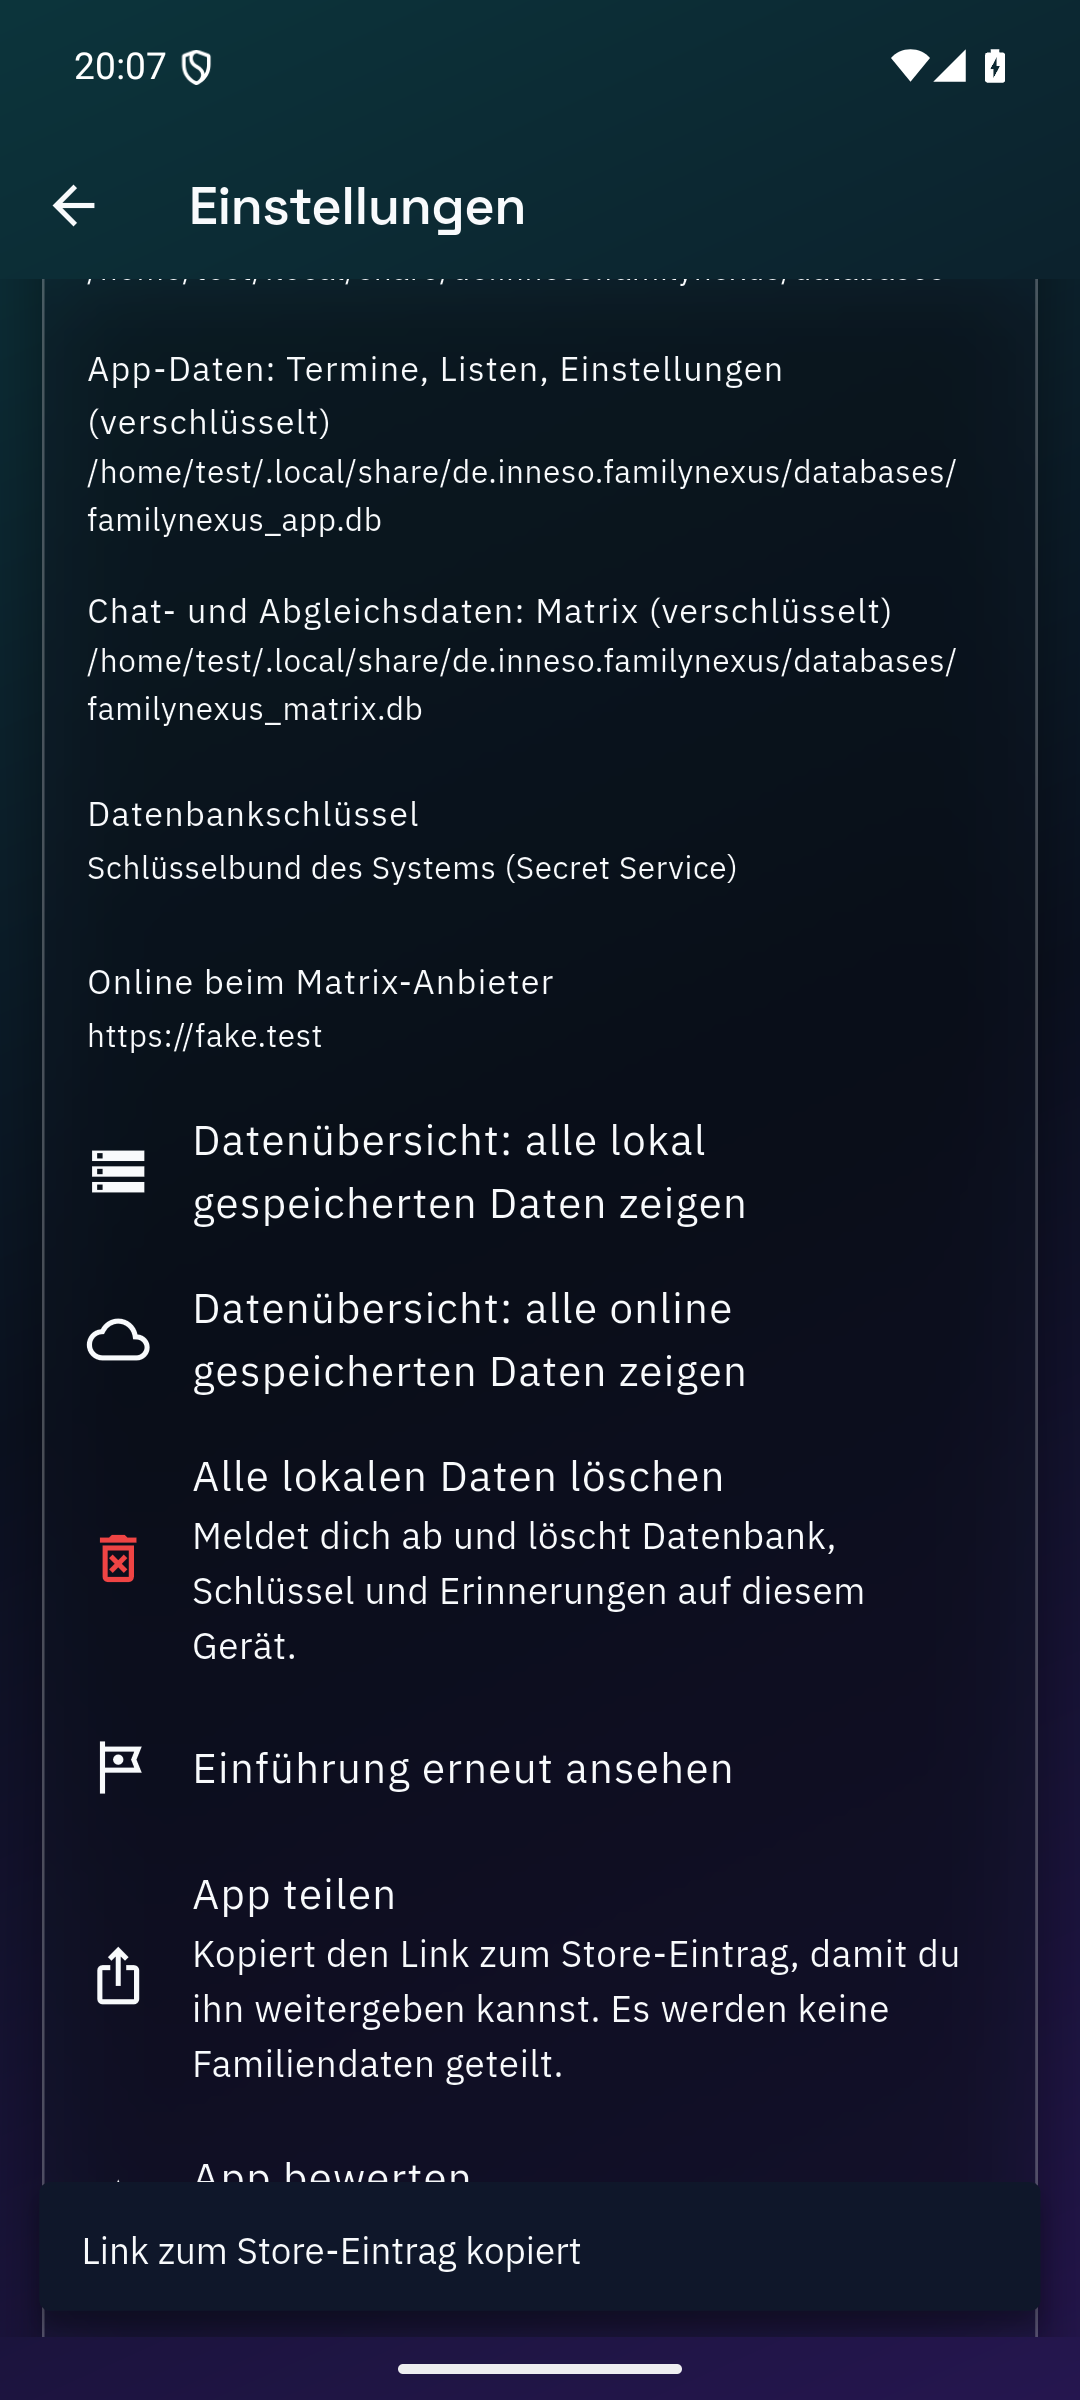 20:07
Einstellungen
App-Daten: Termine, Listen, Einstellungen
(verschlüsselt)
/home/test/.local/share/de.inneso.familynexus/databases/
familynexus_app.db
Chat- und Abgleichsdaten: Matrix (verschlüsselt)
/home/test/.local/share/de.inneso.familynexus/databases/
familynexus_matrix.db
Datenbankschlüssel
Schlüsselbund des Systems (Secret Service)
Online beim Matrix-Anbieter
https://fake.test
Datenübersicht: alle lokal
gespeicherten Daten zeigen
Datenübersicht: alle online
gespeicherten Daten zeigen
Alle lokalen Daten löschen
Meldet dich ab und löscht Datenbank,
Schlüssel und Erinnerungen auf diesem
Gerät.
Einführung erneut ansehen
App teilen
Kopiert den Link zum Store-Eintrag, damit du
ihn weitergeben kannst. Es werden keine
Familiendaten geteilt.
App bewerten
Link zum Store-Eintrag kopiert